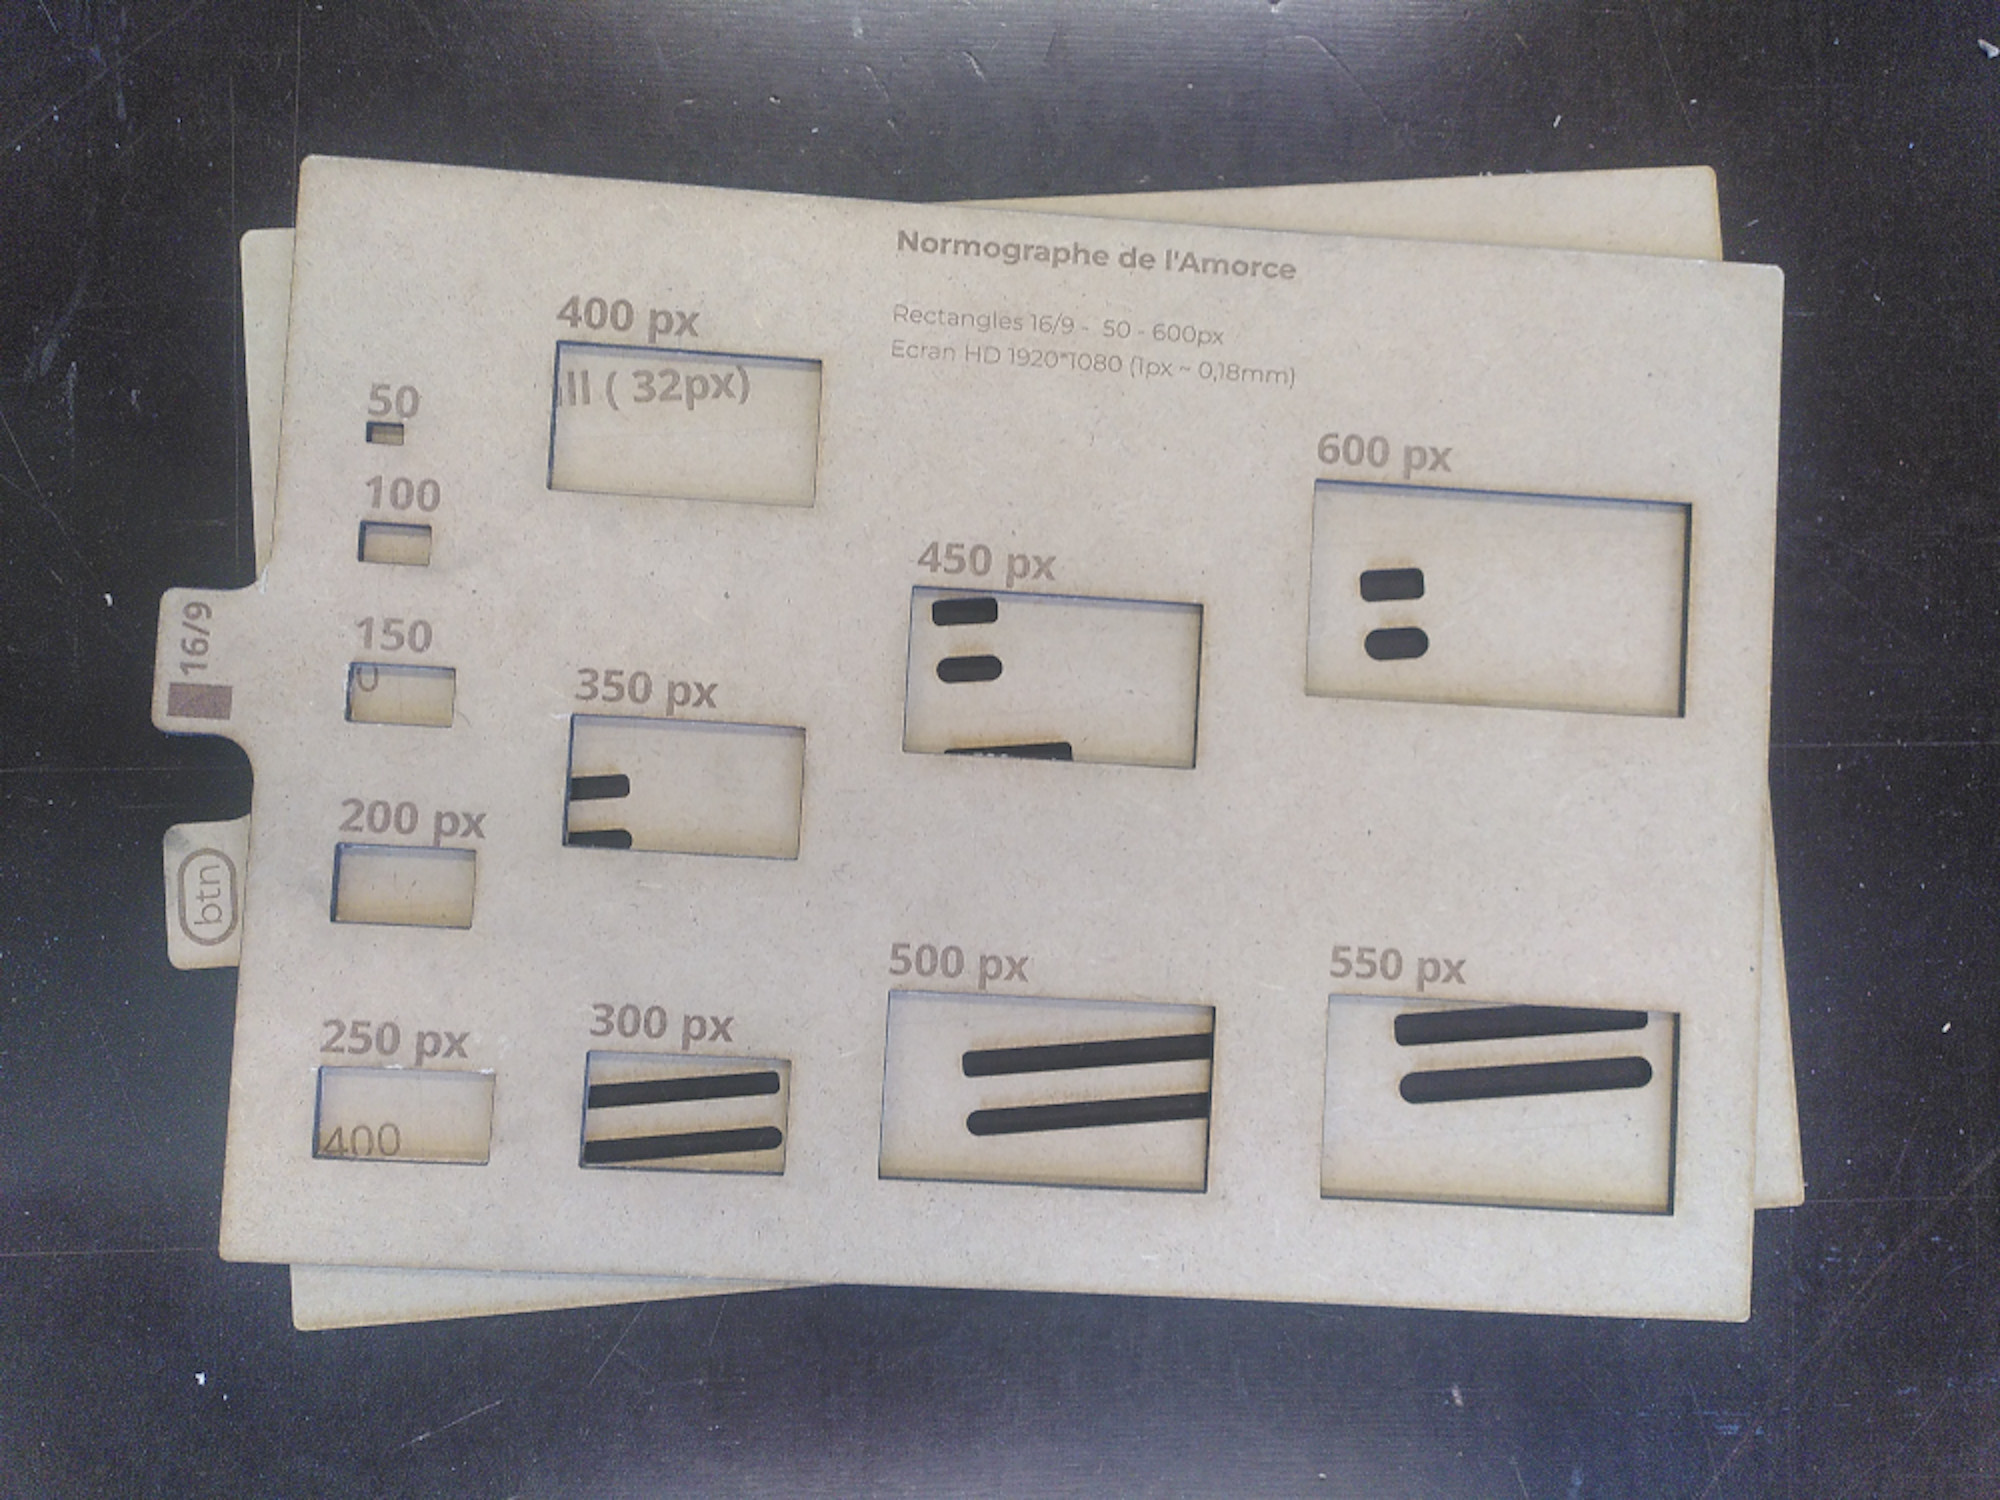 Normographe de l'Amorce
Rectangles 16/9 - 50 - 600px
Ecran HD 1920*1080 (1px ~ 0,18mm)
400 px
ll ( 32px)
50
100
600 px
450 px
16/9
150
350 px
200 px
btn
500 px
550 px
250 px
300 px
400